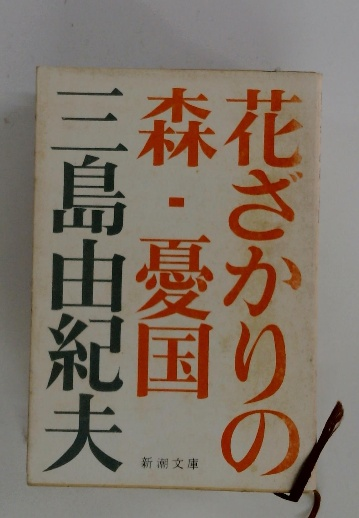 花ざかりの
森・憂国
三島由紀夫
新潮文庫